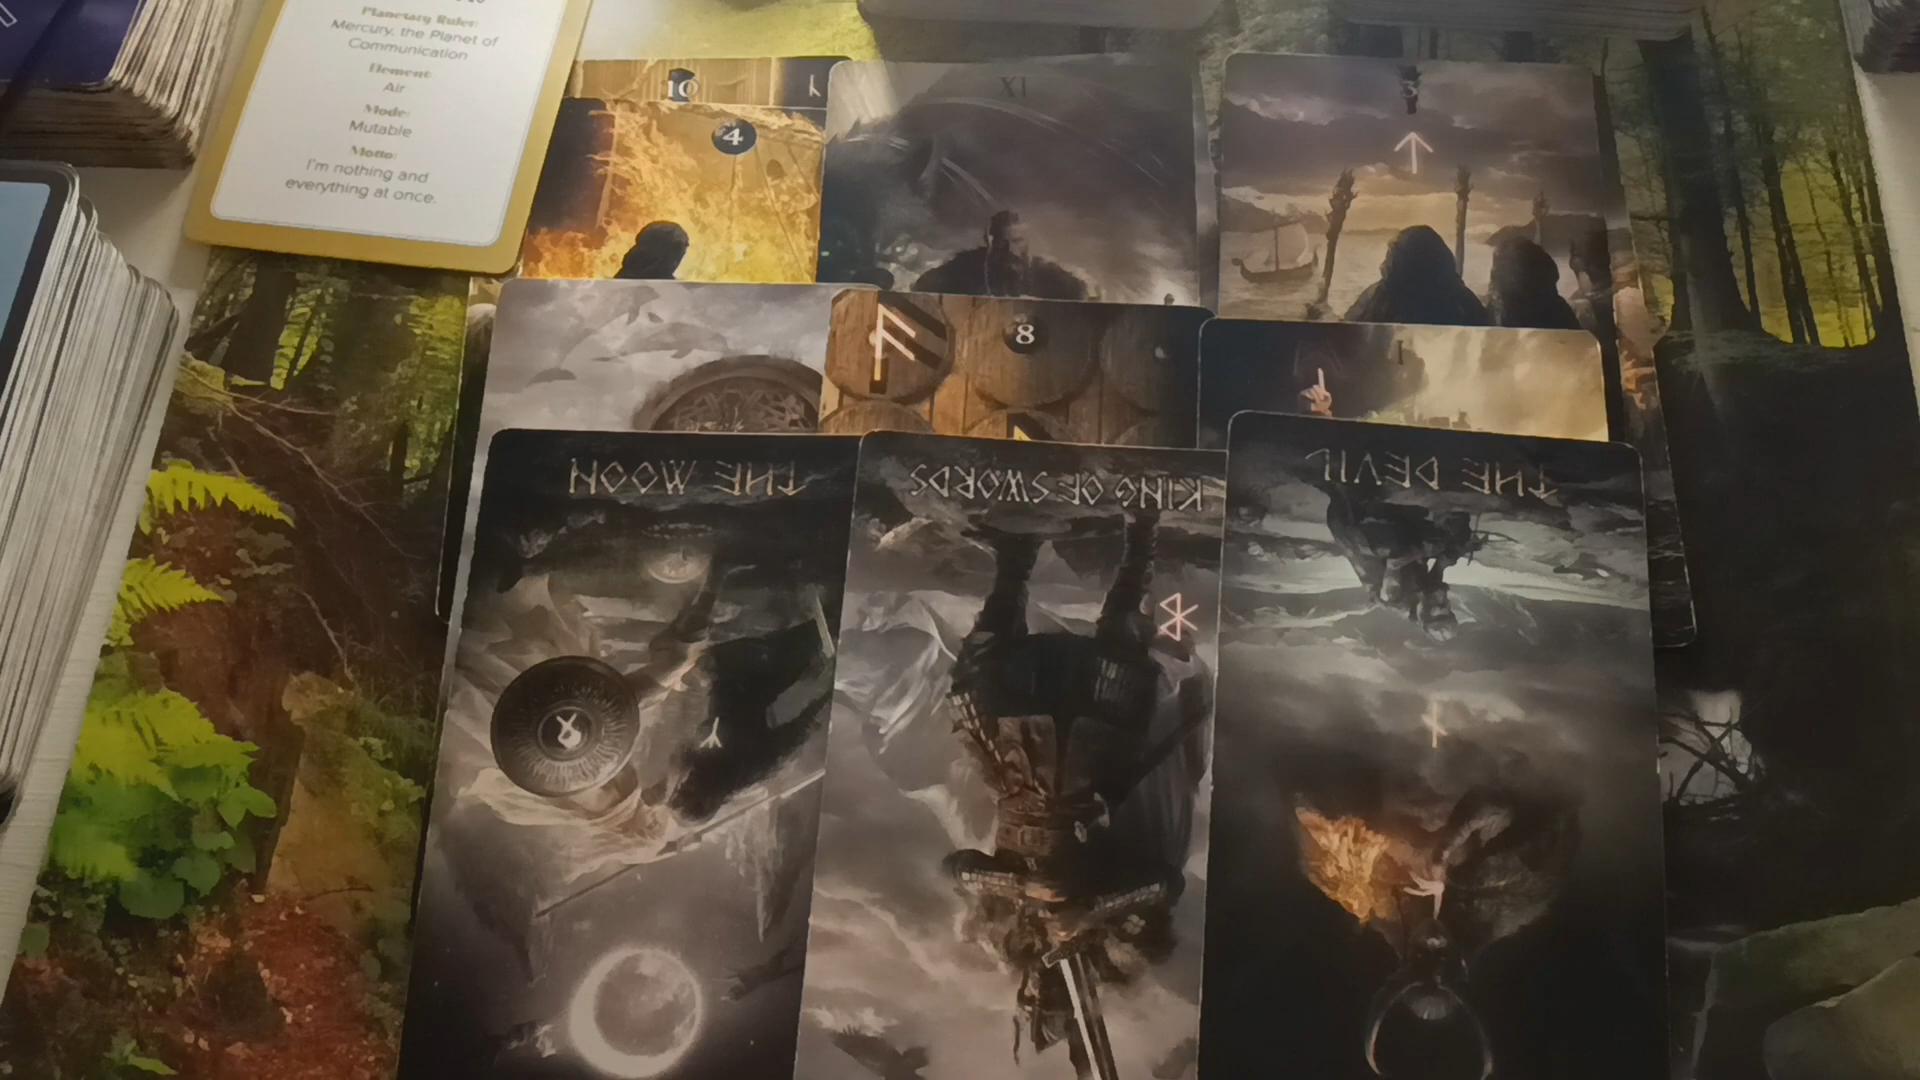 Planetary Ruler:
Mercury, the Planet of
Communication
Element:
Air
Mode:
Mutable
Motto:
I'm nothing and
everything at once.
10
4
XI
3
8
I
THE MOON
KING OF SWORDS
THE DEVIL